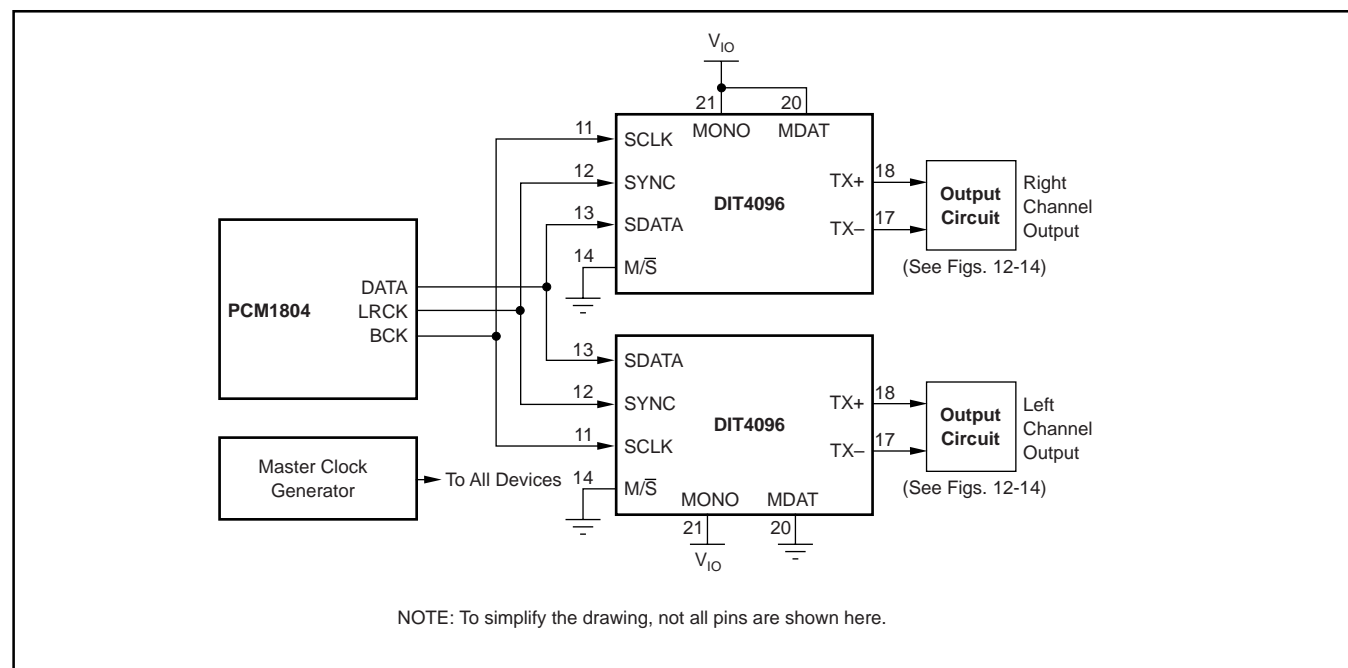 V_IO
21 20
MONO MDAT
11 SCLK
12 SYNC
13 SDATA
14 M/S̅
DIT4096
TX+ 18
TX– 17
Output
Circuit
Right
Channel
Output
(See Figs. 12-14)
PCM1804
DATA
LRCK
BCK
13 SDATA
12 SYNC
11 SCLK
14 M/S̅
DIT4096
TX+ 18
TX– 17
MONO MDAT
21 20
V_IO
Output
Circuit
Left
Channel
Output
(See Figs. 12-14)
Master Clock
Generator
To All Devices
NOTE: To simplify the drawing, not all pins are shown here.